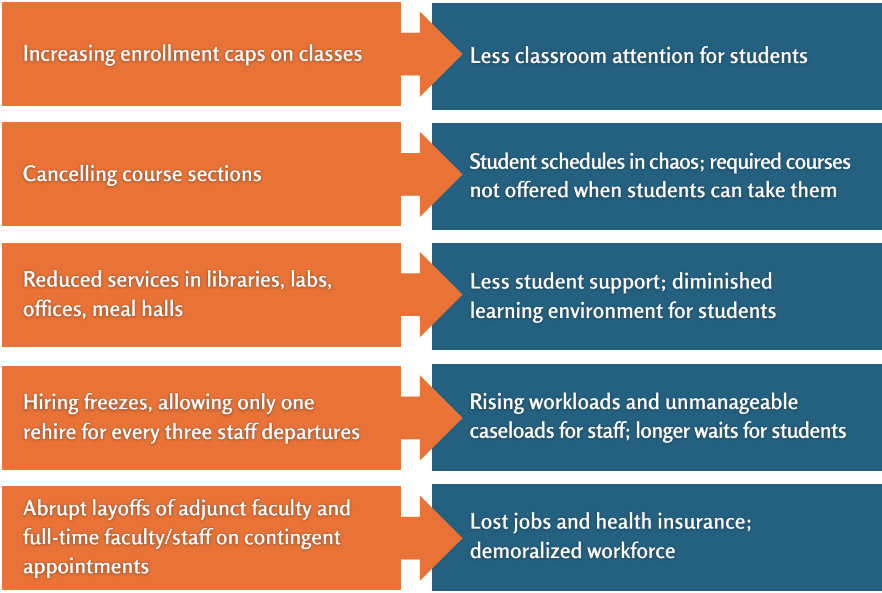 Increasing enrollment caps on classes
Less classroom attention for students
Cancelling course sections
Student schedules in chaos; required courses
not offered when students can take them
Reduced services in libraries, labs,
offices, meal halls
Less student support; diminished
learning environment for students
Hiring freezes, allowing only one
rehire for every three staff departures
Rising workloads and unmanageable
caseloads for staff; longer waits for students
Abrupt layoffs of adjunct faculty and
full-time faculty/staff on contingent
appointments
Lost jobs and health insurance;
demoralized workforce